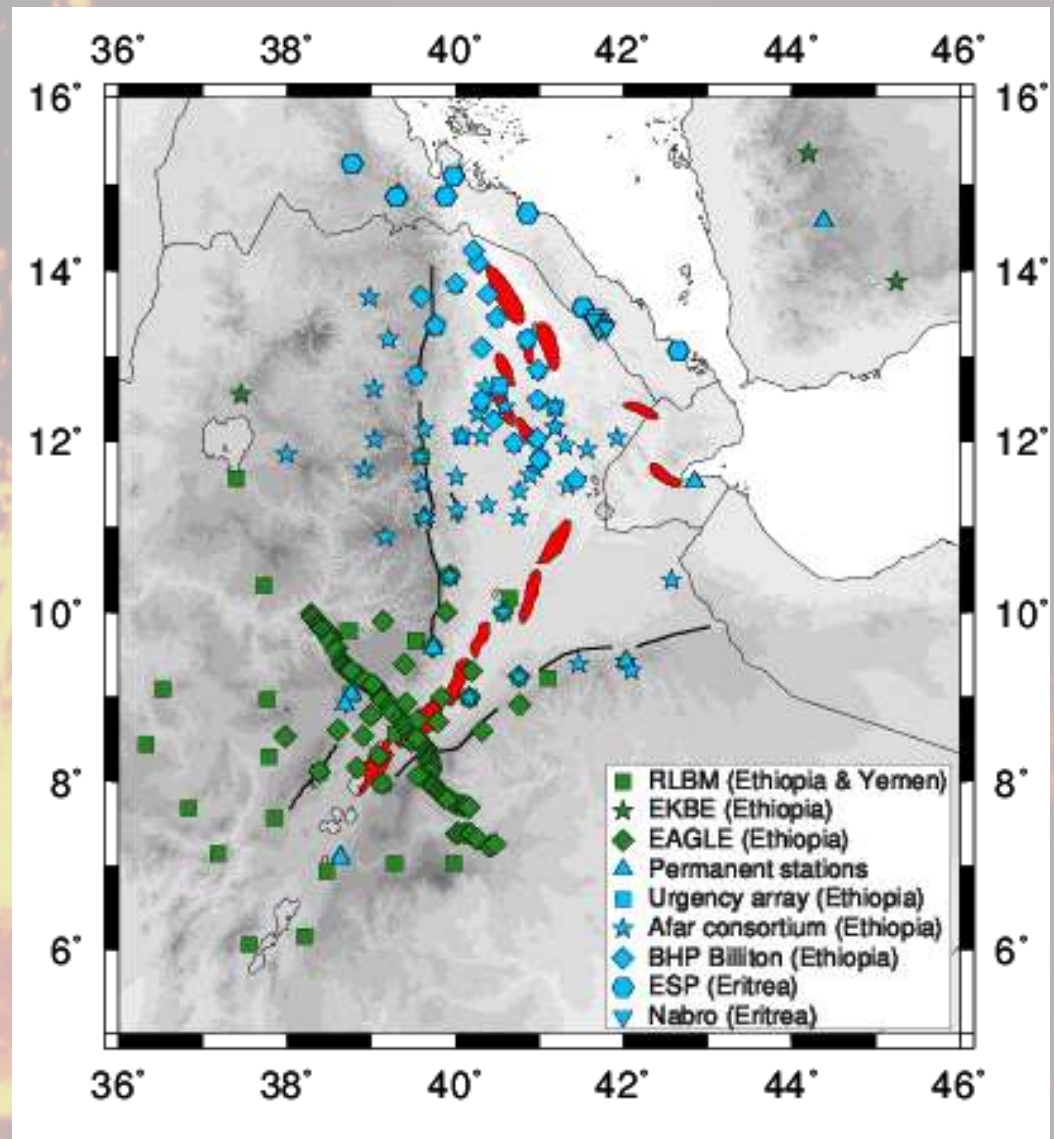 36° 38° 40° 42° 44° 46°
16° 16°
14° 14°
12° 12°
10° 10°
8° 8°
6° 6°
RLBM (Ethiopia & Yemen)
EKBE (Ethiopia)
EAGLE (Ethiopia)
Permanent stations
Urgency array (Ethiopia)
Afar consortium (Ethiopia)
BHP Billiton (Ethiopia)
ESP (Eritrea)
Nabro (Eritrea)
36° 38° 40° 42° 44° 46°